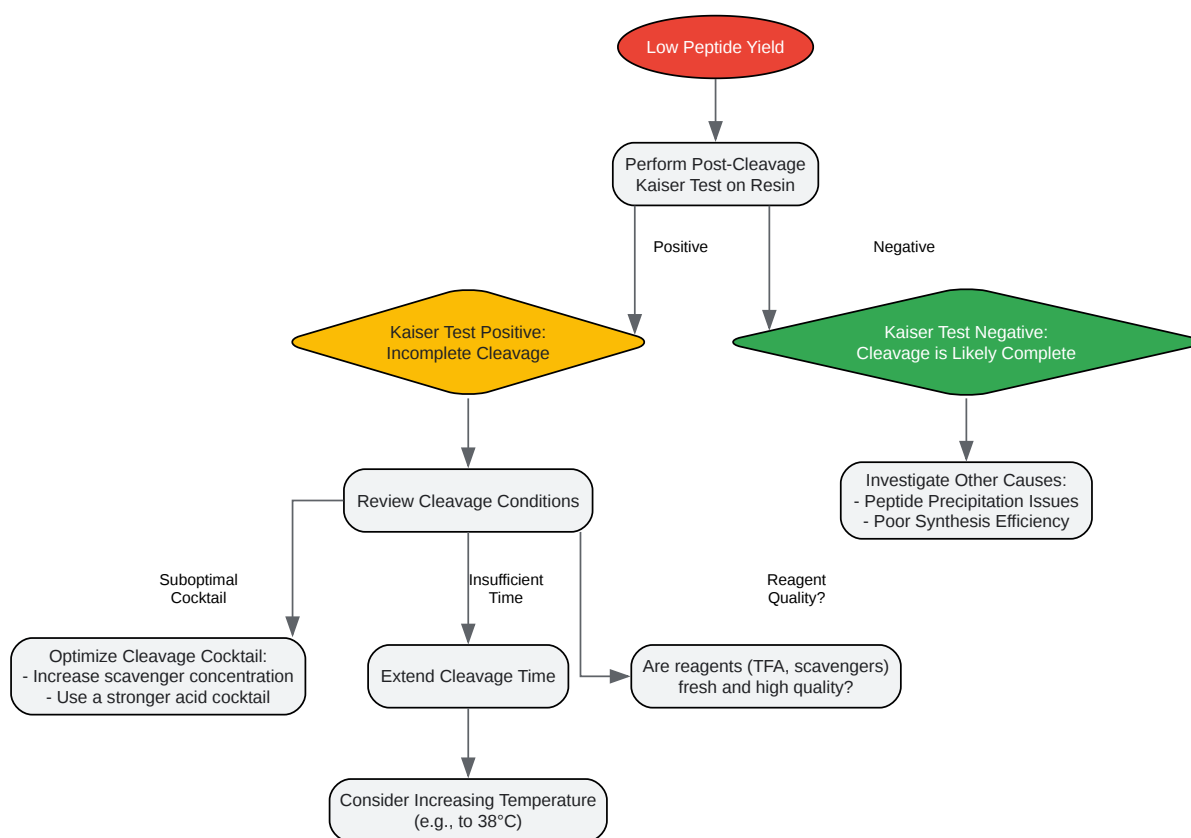 Low Peptide Yield
Perform Post-Cleavage
Kaiser Test on Resin
Positive
Negative
Kaiser Test Positive:
Incomplete Cleavage
Kaiser Test Negative:
Cleavage is Likely Complete
Review Cleavage Conditions
Investigate Other Causes:
- Peptide Precipitation Issues
- Poor Synthesis Efficiency
Suboptimal
Cocktail
Insufficient
Time
Reagent
Quality?
Optimize Cleavage Cocktail:
- Increase scavenger concentration
- Use a stronger acid cocktail
Extend Cleavage Time
Are reagents (TFA, scavengers)
fresh and high quality?
Consider Increasing Temperature
(e.g., to 38°C)